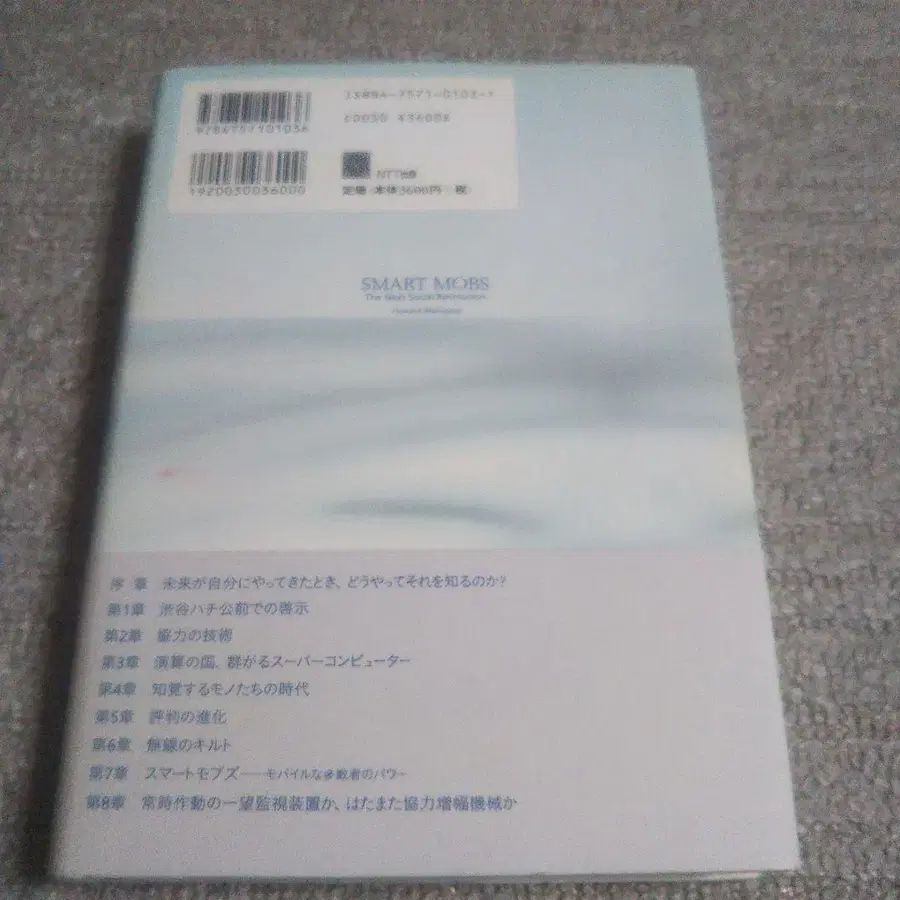 ISBN4-7571-0103-7
C0030 ¥3600E
9784757101036
NTT出版
1920030036000
定価(本体3600円+税)
SMART MOBS
The Next Social Revolution
Howard Rheingold
序 章 未来が自分にやってきたとき、どうやってそれを知るのか?
第1章 渋谷ハチ公前での啓示
第2章 協力の技術
第3章 演算の国、群がるスーパーコンピューター
第4章 知覚するモノたちの時代
第5章 評判の進化
第6章 無線のキルト
第7章 スマートモブズ——モバイルな多数者のパワー
第8章 常時作動の一望監視装置か、はたまた協力増幅機械か